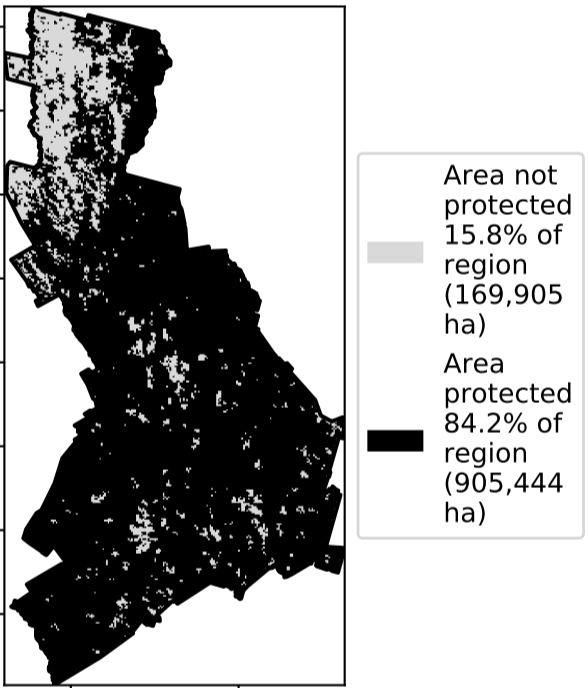 Area not
protected
15.8% of
region
(169,905
ha)
Area
protected
84.2% of
region
(905,444
ha)